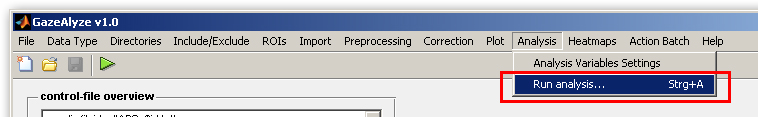 GazeAlyze v1.0
File Data Type Directories Include/Exclude ROIs Import Preprocessing Correction Plot Analysis Heatmaps Action Batch Help
Analysis Variables Settings
Run analysis... Strg+A
control-file overview